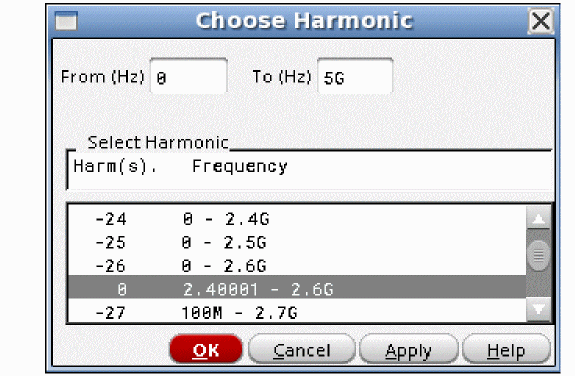 Choose Harmonic
From (Hz) 0 To (Hz) 5G
Select Harmonic
Harm(s). Frequency
-24 0 - 2.4G
-25 0 - 2.5G
-26 0 - 2.6G
0 2.40001 - 2.6G
-27 100M - 2.7G
OK Cancel Apply Help